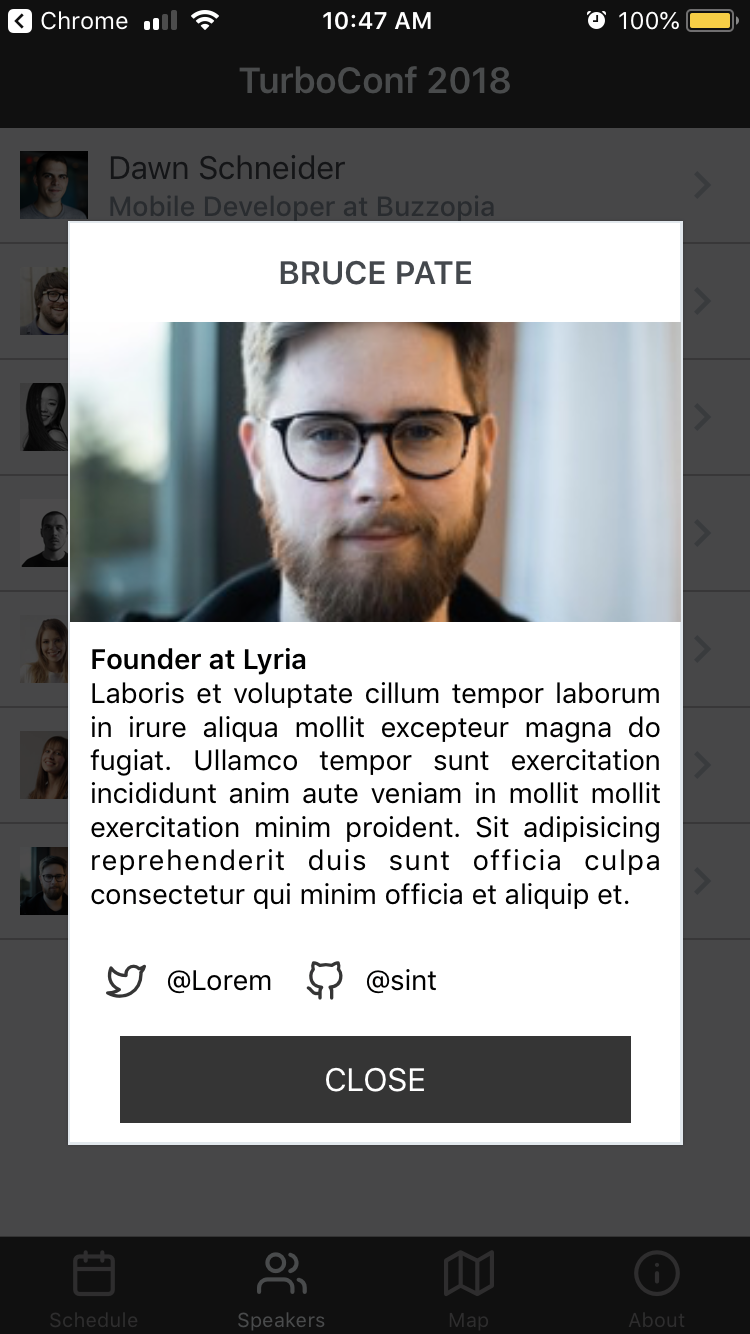 Chrome
10:47 AM
100%
TurboConf 2018
Dawn Schneider
Mobile Developer at Buzzopia
BRUCE PATE
Founder at Lyria
Laboris et voluptate cillum tempor laborum
in irure aliqua mollit excepteur magna do
fugiat. Ullamco tempor sunt exercitation
incididunt anim aute veniam in mollit mollit
exercitation minim proident. Sit adipisicing
reprehenderit duis sunt officia culpa
consectetur qui minim officia et aliquip et.
@Lorem @sint
CLOSE
Schedule Speakers Map About